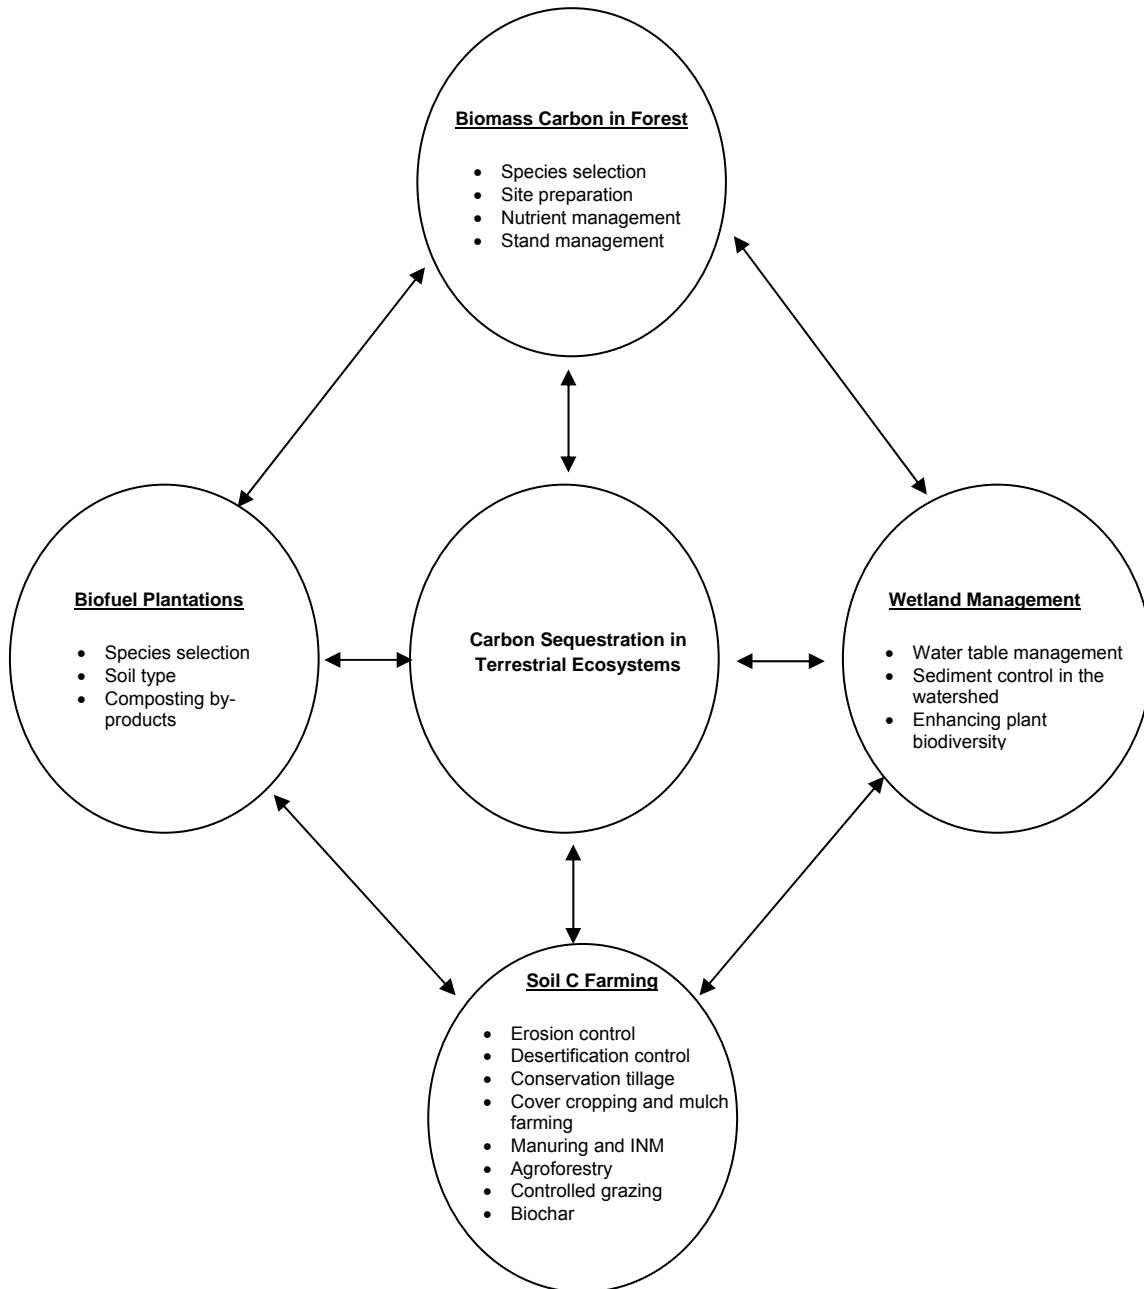 Biomass Carbon in Forest
• Species selection
• Site preparation
• Nutrient management
• Stand management
Biofuel Plantations
• Species selection
• Soil type
• Composting by-
products
Carbon Sequestration in
Terrestrial Ecosystems
Wetland Management
• Water table management
• Sediment control in the
watershed
• Enhancing plant
biodiversity
Soil C Farming
• Erosion control
• Desertification control
• Conservation tillage
• Cover cropping and mulch
farming
• Manuring and INM
• Agroforestry
• Controlled grazing
• Biochar